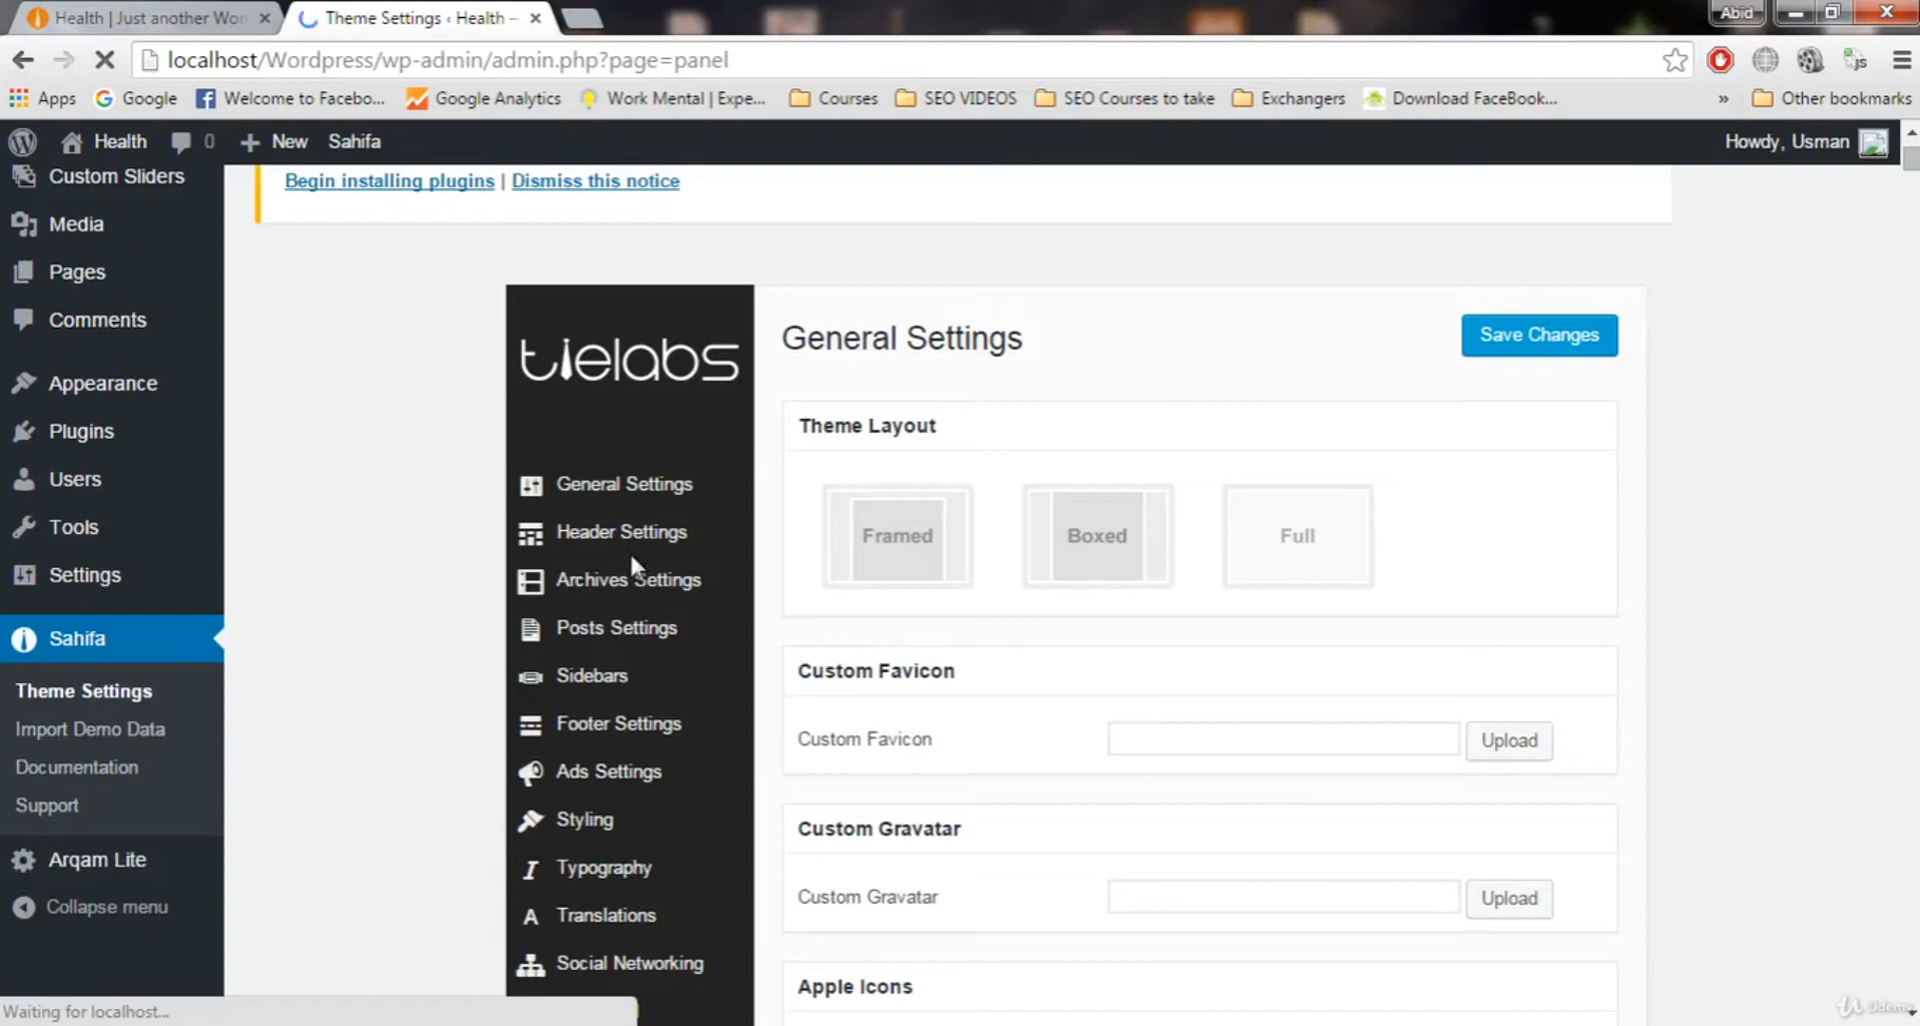 Health | Just another Wor
Theme Settings ‹ Health –
Abid
localhost/Wordpress/wp-admin/admin.php?page=panel
Apps
Google
Welcome to Facebo...
Google Analytics
Work Mental | Expe...
Courses
SEO VIDEOS
SEO Courses to take
Exchangers
Download FaceBook...
»
Other bookmarks
Health
0
+ New
Sahifa
Howdy, Usman
Custom Sliders
Media
Pages
Comments
Appearance
Plugins
Users
Tools
Settings
Sahifa
Theme Settings
Import Demo Data
Documentation
Support
Arqam Lite
Collapse menu
Begin installing plugins | Dismiss this notice
tielabs
General Settings
Header Settings
Archives Settings
Posts Settings
Sidebars
Footer Settings
Ads Settings
Styling
Typography
Translations
Social Networking
General Settings
Save Changes
Theme Layout
Framed
Boxed
Full
Custom Favicon
Custom Favicon
Upload
Custom Gravatar
Custom Gravatar
Upload
Apple Icons
Waiting for localhost...
Udemy